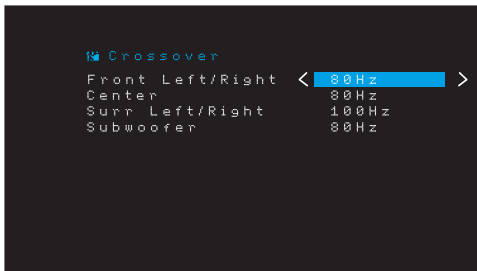 Crossover
Front Left/Right < 80Hz >
Center 80Hz
Surr Left/Right 100Hz
Subwoofer 80Hz